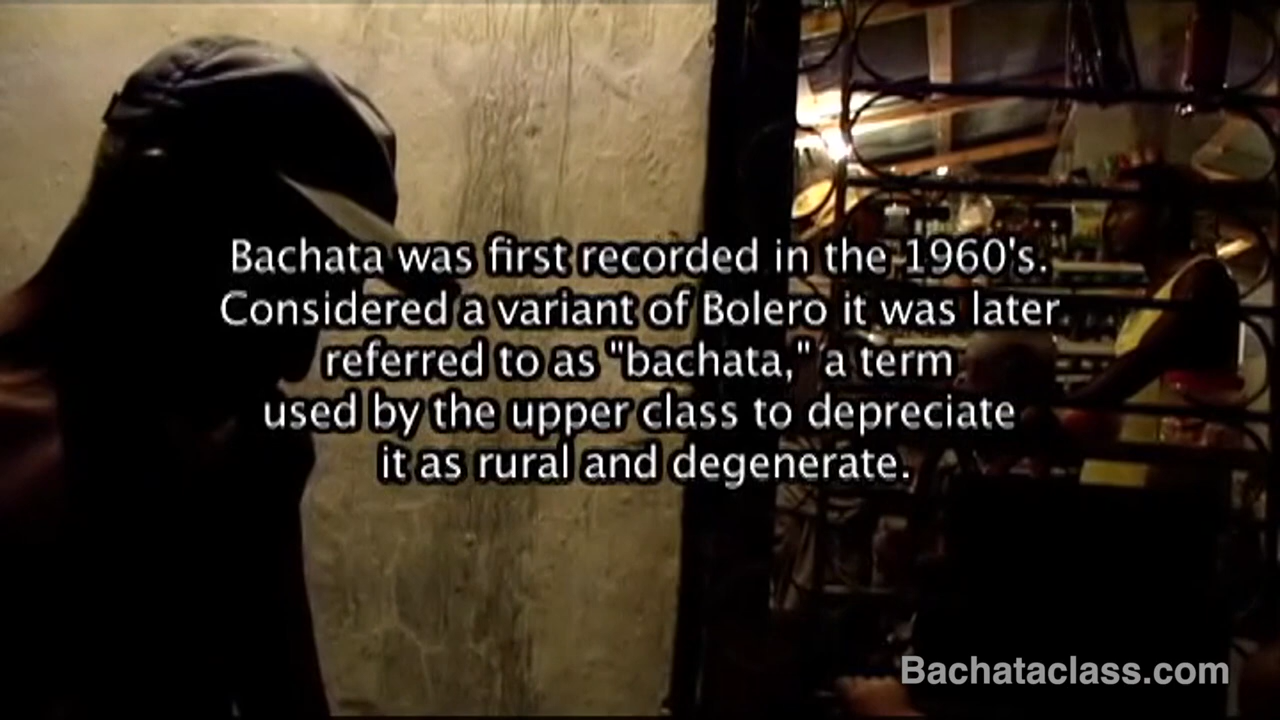 Bachata was first recorded in the 1960's.
Considered a variant of Bolero it was later
referred to as "bachata," a term
used by the upper class to depreciate
it as rural and degenerate.
Bachataclass.com